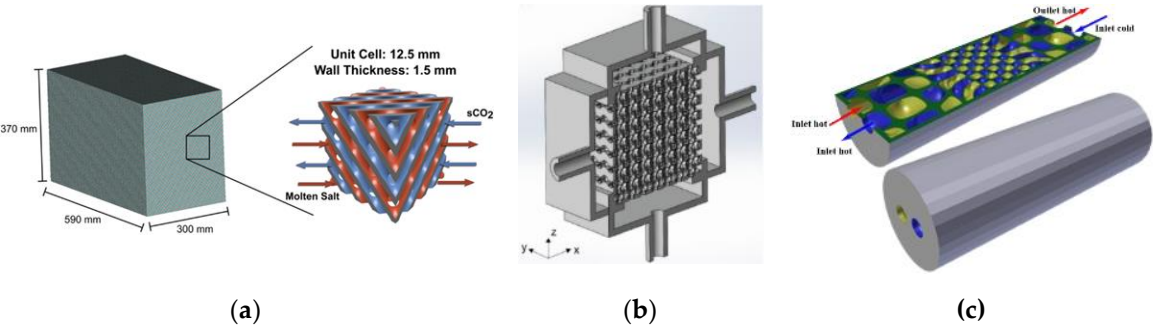 370 mm
590 mm
300 mm
Unit Cell: 12.5 mm
Wall Thickness: 1.5 mm
sCO2
Molten Salt
(a)
z
y
x
(b)
Outlet hot
Inlet cold
Inlet hot
Inlet hot
(c)